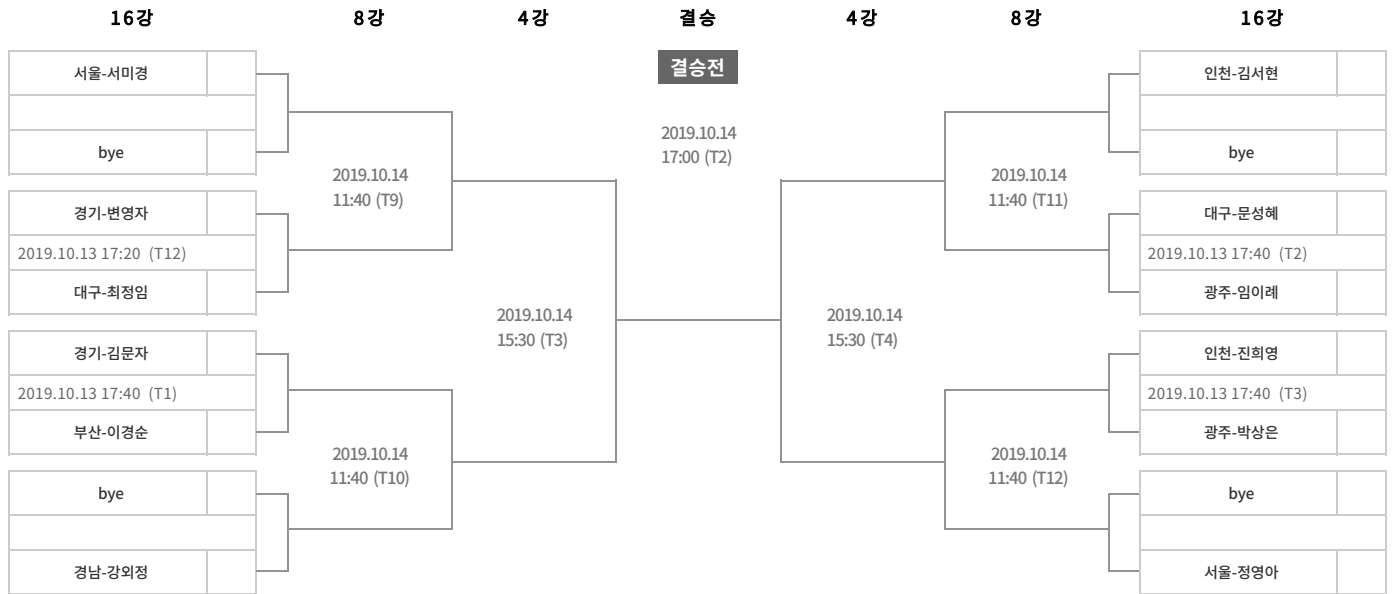 16강
8강
4강
결승
4강
8강
16강
결승전
2019.10.14
17:00 (T2)
서울-서미경
bye
경기-변영자
2019.10.13 17:20 (T12)
대구-최정임
경기-김문자
2019.10.13 17:40 (T1)
부산-이경순
bye
경남-강외정
2019.10.14
11:40 (T9)
2019.10.14
11:40 (T10)
2019.10.14
15:30 (T3)
2019.10.14
15:30 (T4)
2019.10.14
11:40 (T11)
2019.10.14
11:40 (T12)
인천-김서현
bye
대구-문성혜
2019.10.13 17:40 (T2)
광주-임이례
인천-진희영
2019.10.13 17:40 (T3)
광주-박상은
bye
서울-정영아